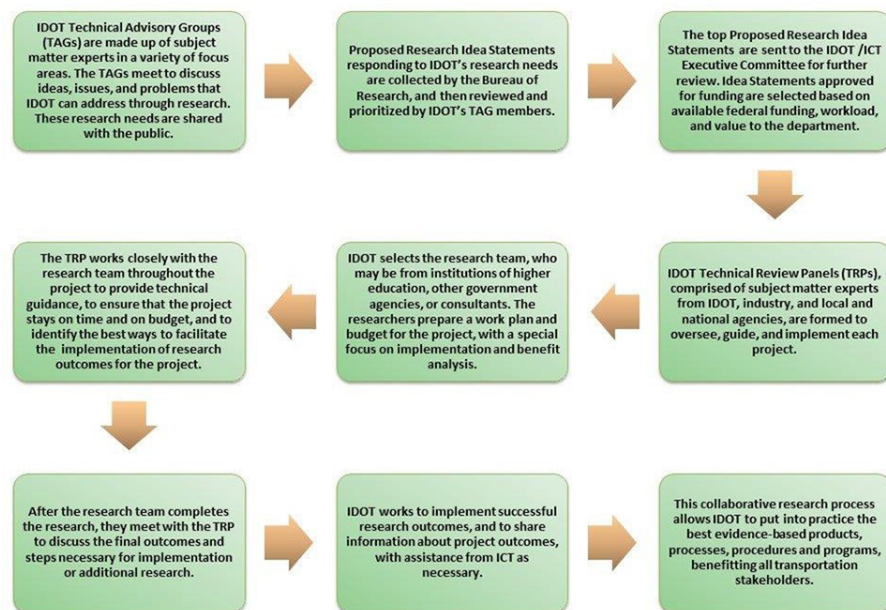 IDOT Technical Advisory Groups
(TAGs) are made up of subject
matter experts in a variety of focus
areas. The TAGs meet to discuss
ideas, issues, and problems that
IDOT can address through research.
These research needs are shared
with the public.
Proposed Research Idea Statements
responding to IDOT's research needs
are collected by the Bureau of
Research, and then reviewed and
prioritized by IDOT's TAG members.
The top Proposed Research Idea
Statements are sent to the IDOT /ICT
Executive Committee for further
review. Idea Statements approved
for funding are selected based on
available federal funding, workload,
and value to the department.
IDOT Technical Review Panels (TRPs),
comprised of subject matter experts
from IDOT, industry, and local and
national agencies, are formed to
oversee, guide, and implement each
project.
IDOT selects the research team, who
may be from institutions of higher
education, other government
agencies, or consultants. The
researchers prepare a work plan and
budget for the project, with a special
focus on implementation and benefit
analysis.
The TRP works closely with the
research team throughout the
project to provide technical
guidance, to ensure that the project
stays on time and on budget, and to
identify the best ways to facilitate
the implementation of research
outcomes for the project.
After the research team completes
the research, they meet with the TRP
to discuss the final outcomes and
steps necessary for implementation
or additional research.
IDOT works to implement successful
research outcomes, and to share
information about project outcomes,
with assistance from ICT as
necessary.
This collaborative research process
allows IDOT to put into practice the
best evidence-based products,
processes, procedures and programs,
benefitting all transportation
stakeholders.